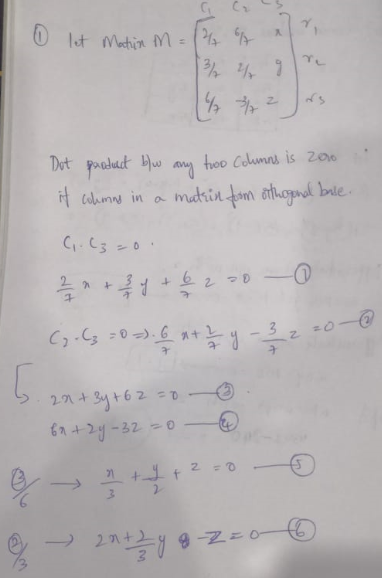 C₁ C₂ C₃
① let Matrix M = [ 2/7 6/7 x ] r₁
[ 3/7 2/7 y ] r₂
[ 6/7 -3/7 z ] r₃
Dot product b/w any two columns is zero
if columns in a matrix form orthogonal base.
C₁ . C₃ = 0 .
2/7 x + 3/7 y + 6/7 z = 0 — ①
C₂ . C₃ = 0 ⇒ 6/7 x + 2/7 y - 3/7 z = 0 — ②
2x + 3y + 6z = 0 — ③
6x + 2y - 3z = 0 — ④
③/6 → x/3 + y/2 + z = 0 — ⑤
→ 2x + 2/3 y - z = 0 — ⑥